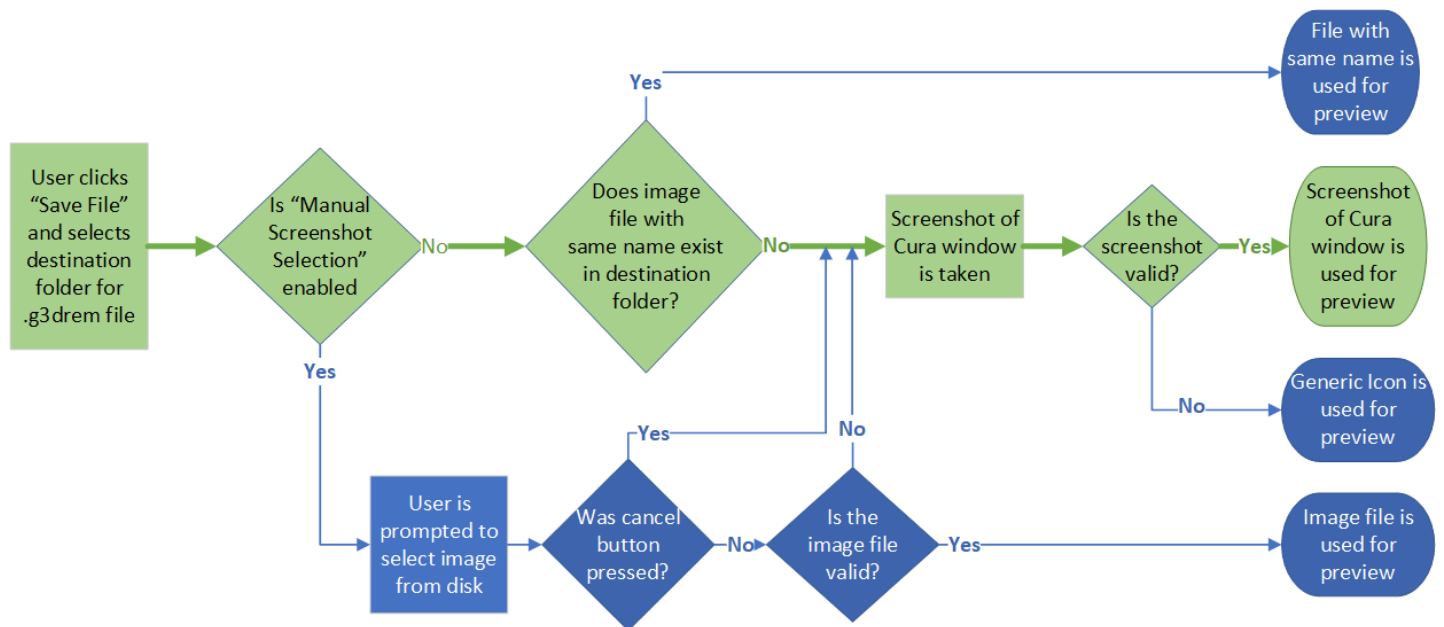 File with
same name is
used for
preview
Yes
User clicks
“Save File”
and selects
destination
folder for
.g3drem file
Is “Manual
Screenshot
Selection”
enabled
No
Does image
file with
same name exist
in destination
folder?
No
Screenshot of
Cura window
is taken
Is the
screenshot
valid?
Yes
Screenshot
of Cura
window is
used for
preview
Yes
No
Generic Icon is
used for
preview
Yes
No
User is
prompted to
select image
from disk
Was cancel
button
pressed?
No
Is the
image file
valid?
Yes
Image file is
used for
preview